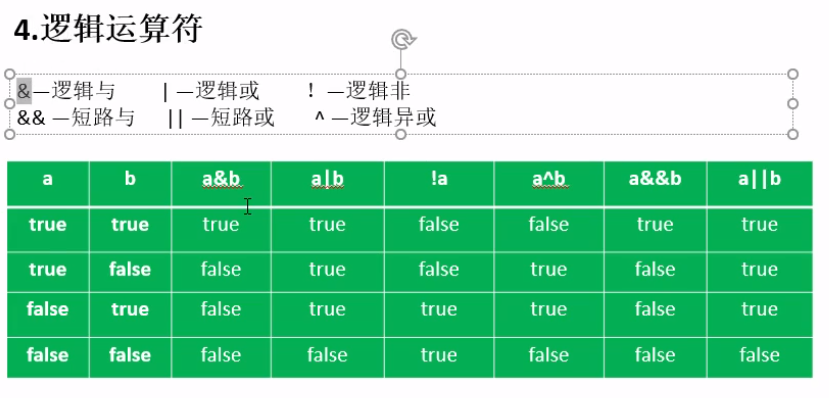 4.逻辑运算符
&—逻辑与 | —逻辑或 ! —逻辑非
&& —短路与 || —短路或 ^ —逻辑异或
a b a&b a|b !a a^b a&&b a||b
true true true true false false true true
true false false true false true false true
false true false true true true false true
false false false false true false false false